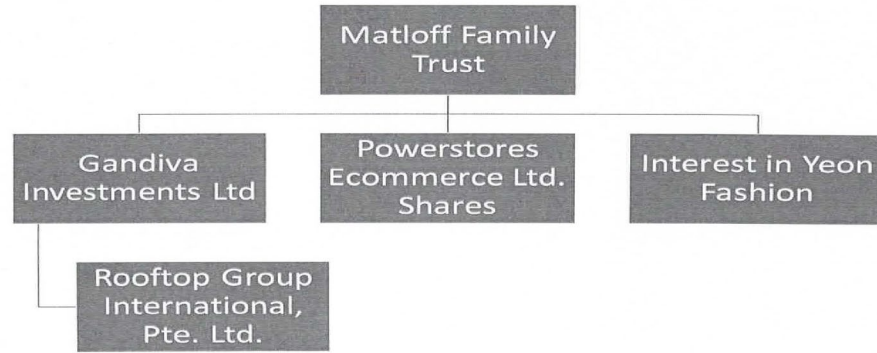 Matloff Family
Trust
Gandiva
Investments Ltd
Powerstores
Ecommerce Ltd.
Shares
Interest in Yeon
Fashion
Rooftop Group
International,
Pte. Ltd.